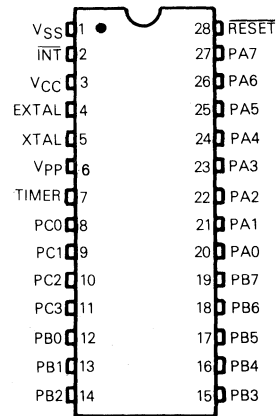 VSS 1 28 RESET
INT 2 27 PA7
VCC 3 26 PA6
EXTAL 4 25 PA5
XTAL 5 24 PA4
VPP 6 23 PA3
TIMER 7 22 PA2
PC0 8 21 PA1
PC1 9 20 PA0
PC2 10 19 PB7
PC3 11 18 PB6
PB0 12 17 PB5
PB1 13 16 PB4
PB2 14 15 PB3